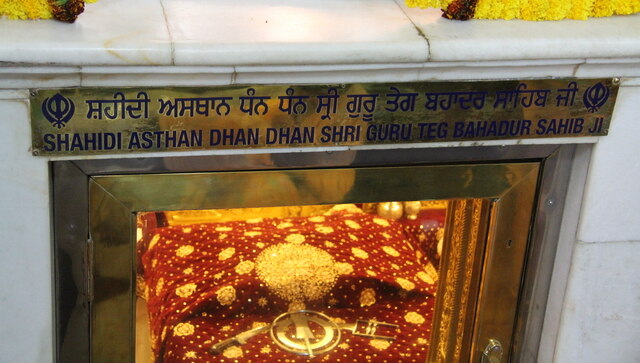 ਸ਼ਹੀਦੀ ਅਸਥਾਨ ਧੰਨ ਧੰਨ ਸ਼੍ਰੀ ਗੁਰੂ ਤੇਗ ਬਹਾਦਰ ਸਾਹਿਬ ਜੀ
SHAHIDI ASTHAN DHAN DHAN SHRI GURU TEG BAHADUR SAHIB JI